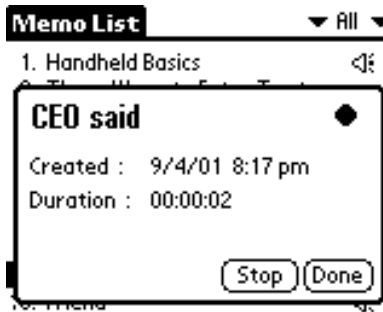 Memo List All
1. Handheld Basics
CEO said
Created : 9/4/01 8:17 pm
Duration : 00:00:02
Stop Done